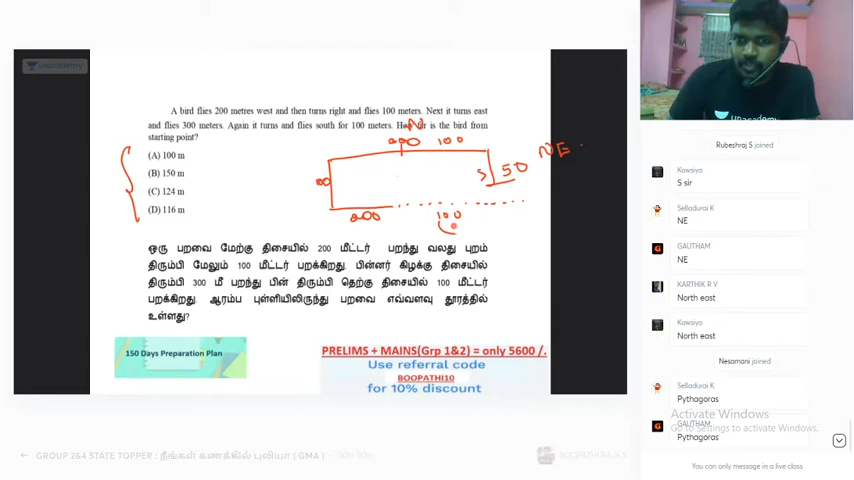 unacademy
A bird flies 200 metres west and then turns right and flies 100 meters. Next it turns east
and flies 300 meters. Again it turns and flies south for 100 meters. How far is the bird from
starting point?
(A) 100 m
(B) 150 m
(C) 124 m
(D) 116 m
N
200 100
100
S 50
NE
200
100
ஒரு பறவை மேற்கு திசையில் 200 மீட்டர் பறந்து வலது புறம்
திரும்பி மேலும் 100 மீட்டர் பறக்கிறது. பின்னர் கிழக்கு திசையில்
திரும்பி 300 மீ பறந்து பின் திரும்பி தெற்கு திசையில் 100 மீட்டர்
பறக்கிறது. ஆரம்ப புள்ளியிலிருந்து பறவை எவ்வளவு தூரத்தில்
உள்ளது?
150 Days Preparation Plan
PRELIMS + MAINS(Grp 1&2) = only 5600 /.
Use referral code
BOOPATHI10
for 10% discount
GROUP 2&4 STATE TOPPER : நீங்கள் கணக்கில் புலியா ( GMA )
BOOPATHIRAJA S
unacademy
Rubeshraj S joined
Kowsiya
S sir
Selladurai K
NE
GAUTHAM
NE
KARTHIK R V
North east
Kowsiya
North east
Nesamani joined
Selladurai K
Pythagoras
GAUTHAM
Pythagoras
Activate Windows
Go to Settings to activate Windows.
You can only message in a live class